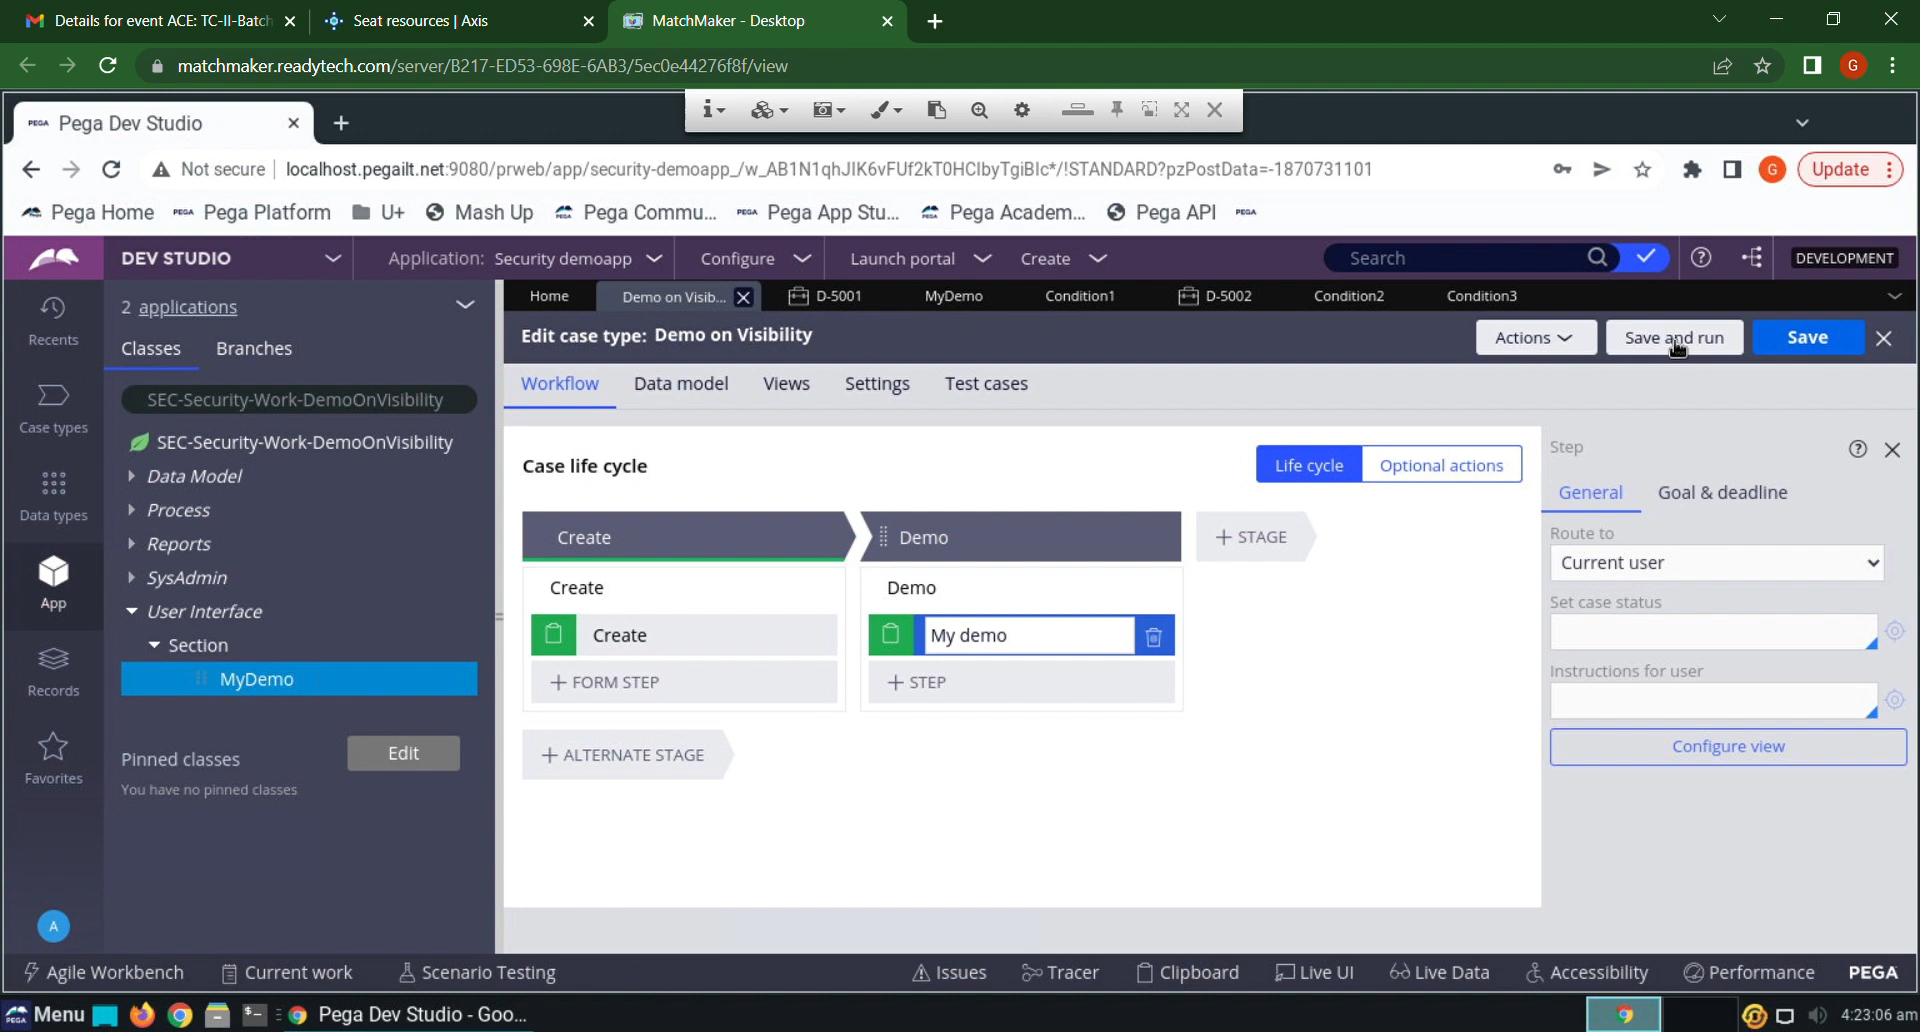 Details for event ACE: TC-II-Batch
Seat resources | Axis
MatchMaker - Desktop
matchmaker.readytech.com/server/B217-ED53-698E-6AB3/5ec0e44276f8f/view
G
PEGA Pega Dev Studio
Not secure localhost.pegailt.net:9080/prweb/app/security-demoapp_/w_AB1N1qhJIK6vFUf2kT0HCIbyTgiBIc*/!STANDARD?pzPostData=-1870731101
G Update
Pega Home PEGA Pega Platform U+ Mash Up Pega Commu... PEGA Pega App Stu... Pega Academ... Pega API PEGA
DEV STUDIO Application: Security demoapp Configure Launch portal Create Search DEVELOPMENT
Recents
Case types
Data types
App
Records
Favorites
A
2 applications
Classes Branches
SEC-Security-Work-DemoOnVisibility
SEC-Security-Work-DemoOnVisibility
Data Model
Process
Reports
SysAdmin
User Interface
Section
MyDemo
Pinned classes Edit
You have no pinned classes
Home Demo on Visib... D-5001 MyDemo Condition1 D-5002 Condition2 Condition3
Edit case type: Demo on Visibility Actions Save and run Save
Workflow Data model Views Settings Test cases
Case life cycle Life cycle Optional actions
Create Demo + STAGE
Create Demo
Create My demo
+ FORM STEP + STEP
+ ALTERNATE STAGE
Step
General Goal & deadline
Route to
Current user
Set case status
Instructions for user
Configure view
Agile Workbench Current work Scenario Testing Issues Tracer Clipboard Live UI Live Data Accessibility Performance PEGA
PEGA Menu Pega Dev Studio - Goo... 4:23:06 am